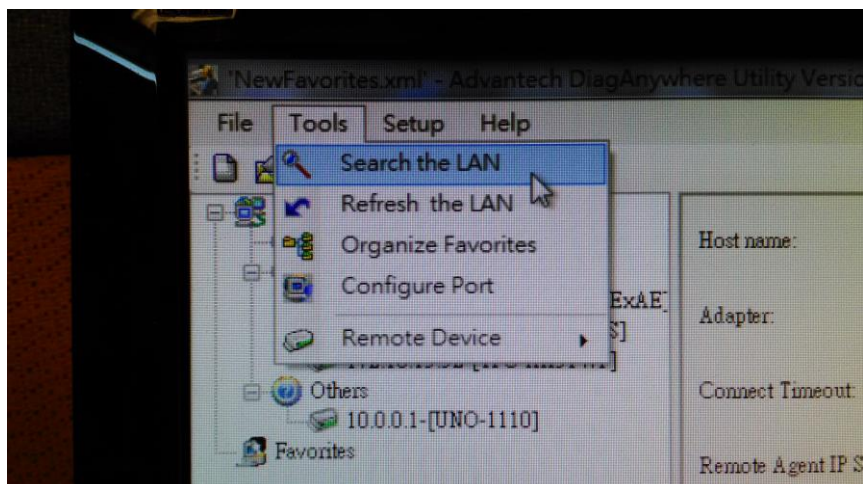 'NewFavorites.xml' - Advantech DiagAnywhere Utility
File Tools Setup Help
Search the LAN
Refresh the LAN
Organize Favorites
Configure Port
Remote Device
ExAE]
S]
Others
10.0.0.1-[UNO-1110]
Favorites
Host name:
Adapter:
Connect Timeout:
Remote Agent IP S